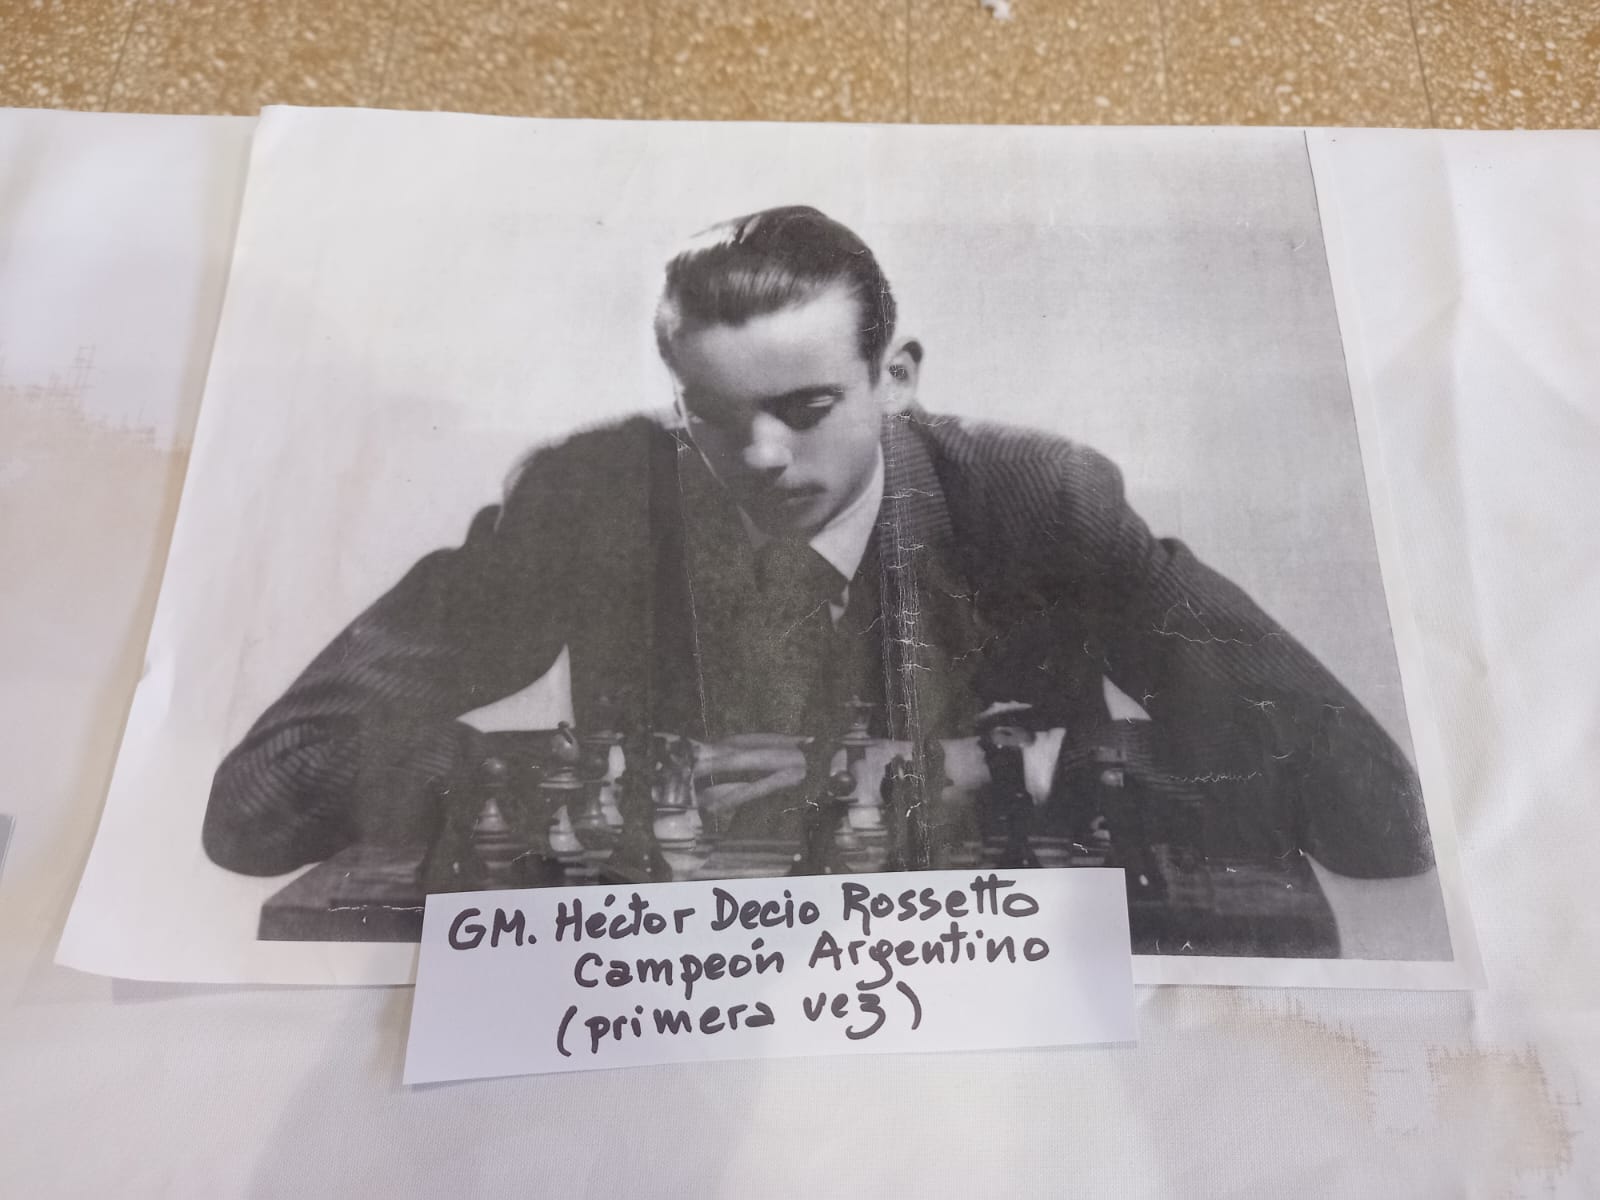 GM. Héctor Decio Rossetto
Campeón Argentino
(primera vez)